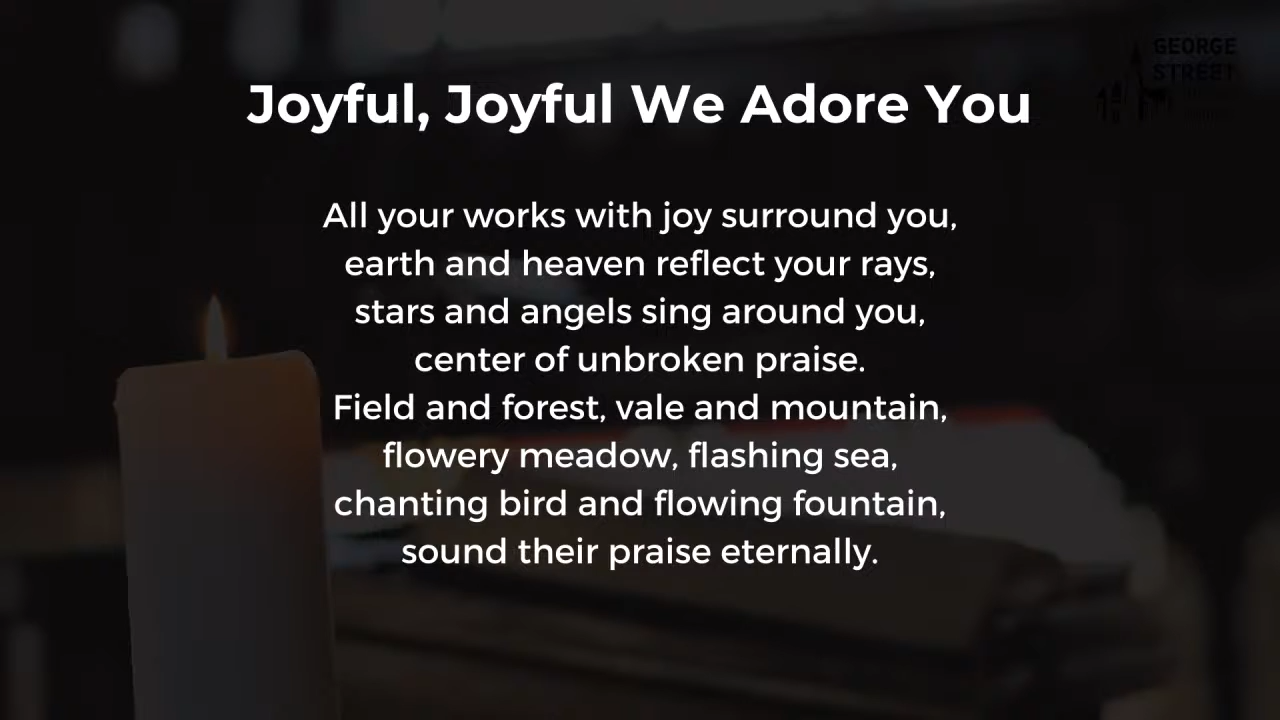 GEORGE
STREET
Joyful, Joyful We Adore You
All your works with joy surround you,
earth and heaven reflect your rays,
stars and angels sing around you,
center of unbroken praise.
Field and forest, vale and mountain,
flowery meadow, flashing sea,
chanting bird and flowing fountain,
sound their praise eternally.